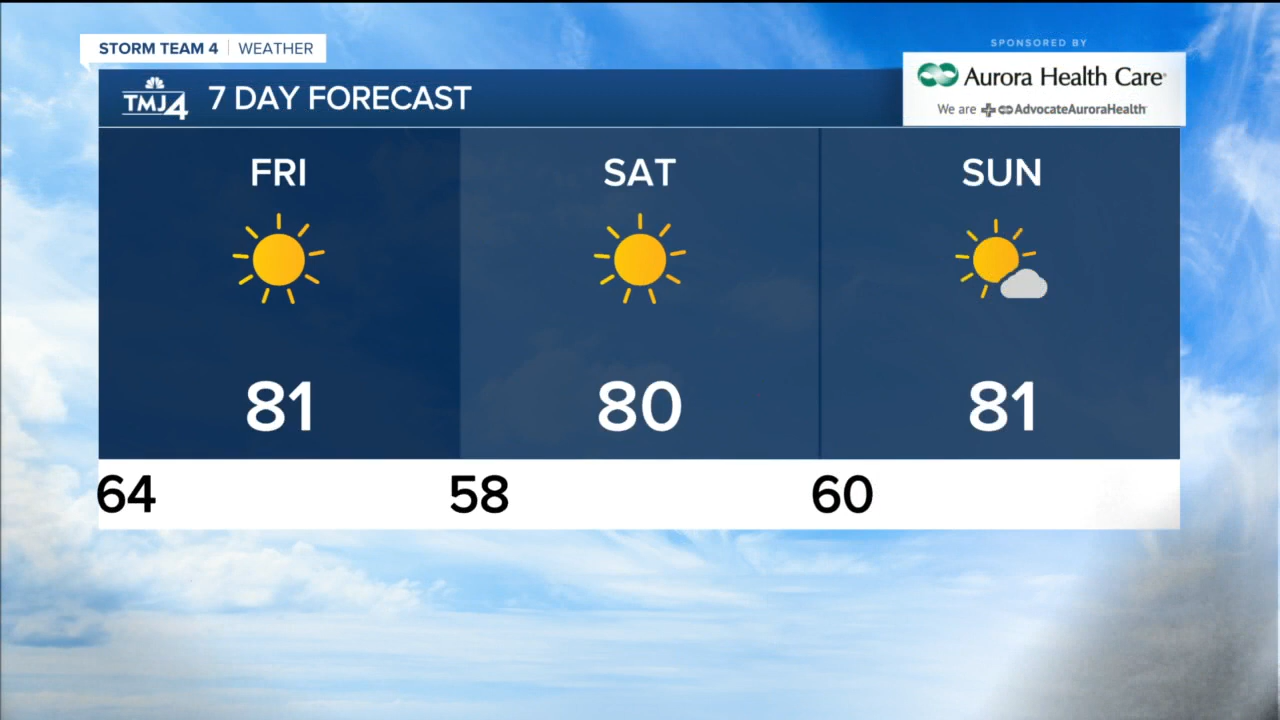 STORM TEAM 4 | WEATHER
SPONSORED BY
Aurora Health Care®
We are AdvocateAuroraHealth
TMJ4 7 DAY FORECAST
FRI SAT SUN
81 80 81
64 58 60